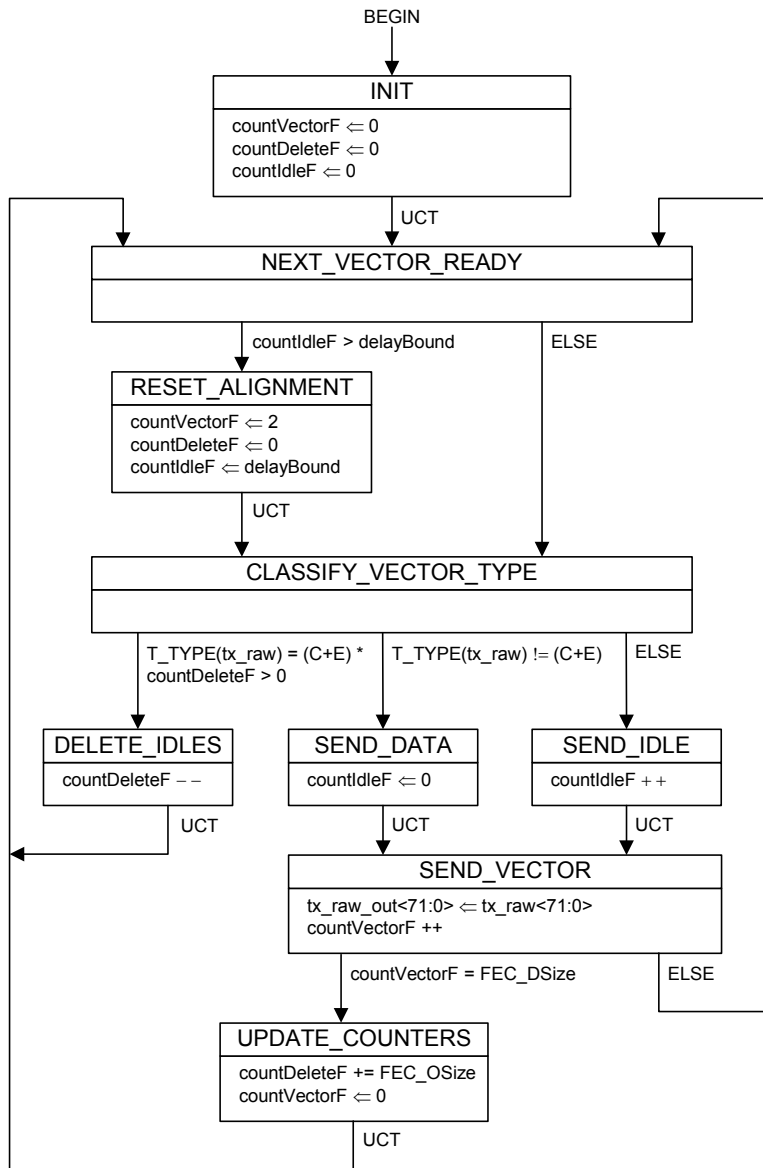 BEGIN
INIT
countVectorF ⇐ 0
countDeleteF ⇐ 0
countIdleF ⇐ 0
UCT
NEXT_VECTOR_READY
countIdleF > delayBound
ELSE
RESET_ALIGNMENT
countVectorF ⇐ 2
countDeleteF ⇐ 0
countIdleF ⇐ delayBound
UCT
CLASSIFY_VECTOR_TYPE
T_TYPE(tx_raw) = (C+E) *
countDeleteF > 0
T_TYPE(tx_raw) != (C+E)
ELSE
DELETE_IDLES
countDeleteF − −
UCT
SEND_DATA
countIdleF ⇐ 0
UCT
SEND_IDLE
countIdleF + +
UCT
SEND_VECTOR
tx_raw_out<71:0> ⇐ tx_raw<71:0>
countVectorF ++
countVectorF = FEC_DSize
ELSE
UPDATE_COUNTERS
countDeleteF += FEC_OSize
countVectorF ⇐ 0
UCT